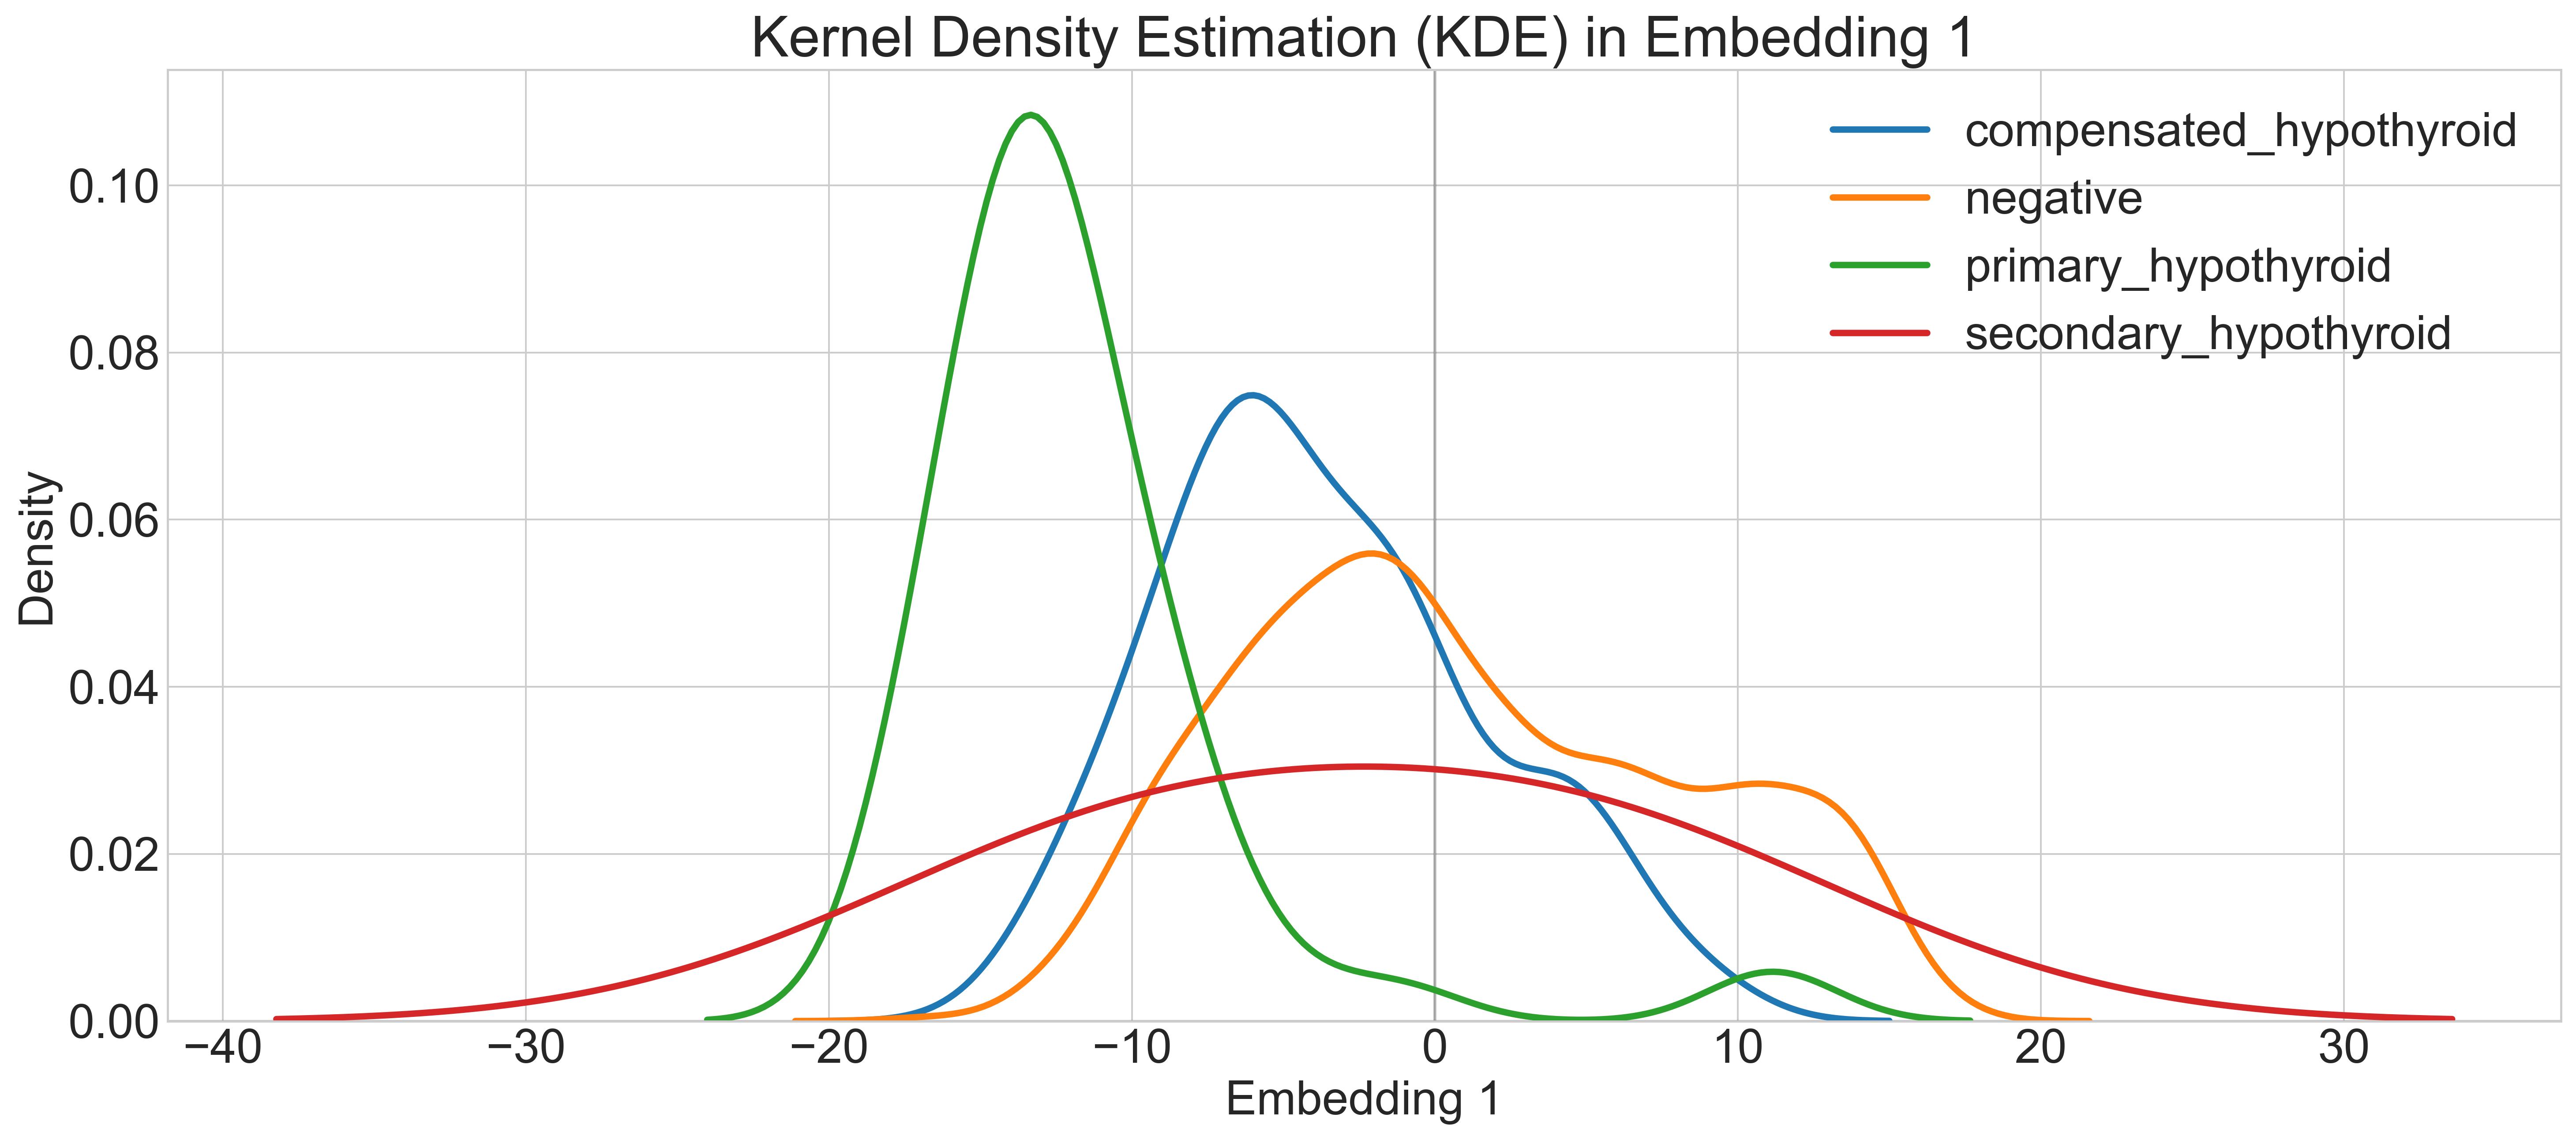 Kernel Density Estimation (KDE) in Embedding 1
compensated_hypothyroid
negative
primary_hypothyroid
secondary_hypothyroid
Density
0.10
0.08
0.06
0.04
0.02
0.00
−40 −30 −20 −10 0 10 20 30
Embedding 1